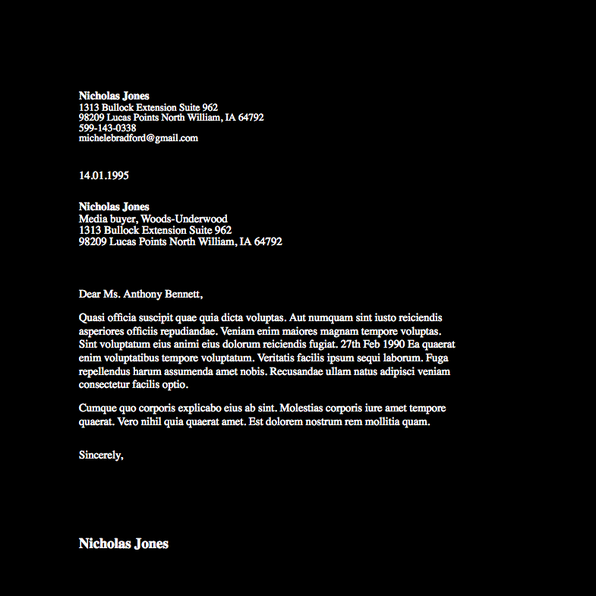 Nicholas Jones
1313 Bullock Extension Suite 962
98209 Lucas Points North William, IA 64792
599-143-0338
michelebradford@gmail.com
14.01.1995
Nicholas Jones
Media buyer, Woods-Underwood
1313 Bullock Extension Suite 962
98209 Lucas Points North William, IA 64792
Dear Ms. Anthony Bennett,
Quasi officia suscipit quae quia dicta voluptas. Aut numquam sint iusto reiciendis
asperiores officiis repudiandae. Veniam enim maiores magnam tempore voluptas.
Sint voluptatum eius animi eius dolorum reiciendis fugiat. 27th Feb 1990 Ea quaerat
enim voluptatibus tempore voluptatum. Veritatis facilis ipsum sequi laborum. Fuga
repellendus harum assumenda amet nobis. Recusandae ullam natus adipisci veniam
consectetur facilis optio.
Cumque quo corporis explicabo eius ab sint. Molestias corporis iure amet tempore
quaerat. Vero nihil quia quaerat amet. Est dolorem nostrum rem mollitia quam.
Sincerely,
Nicholas Jones